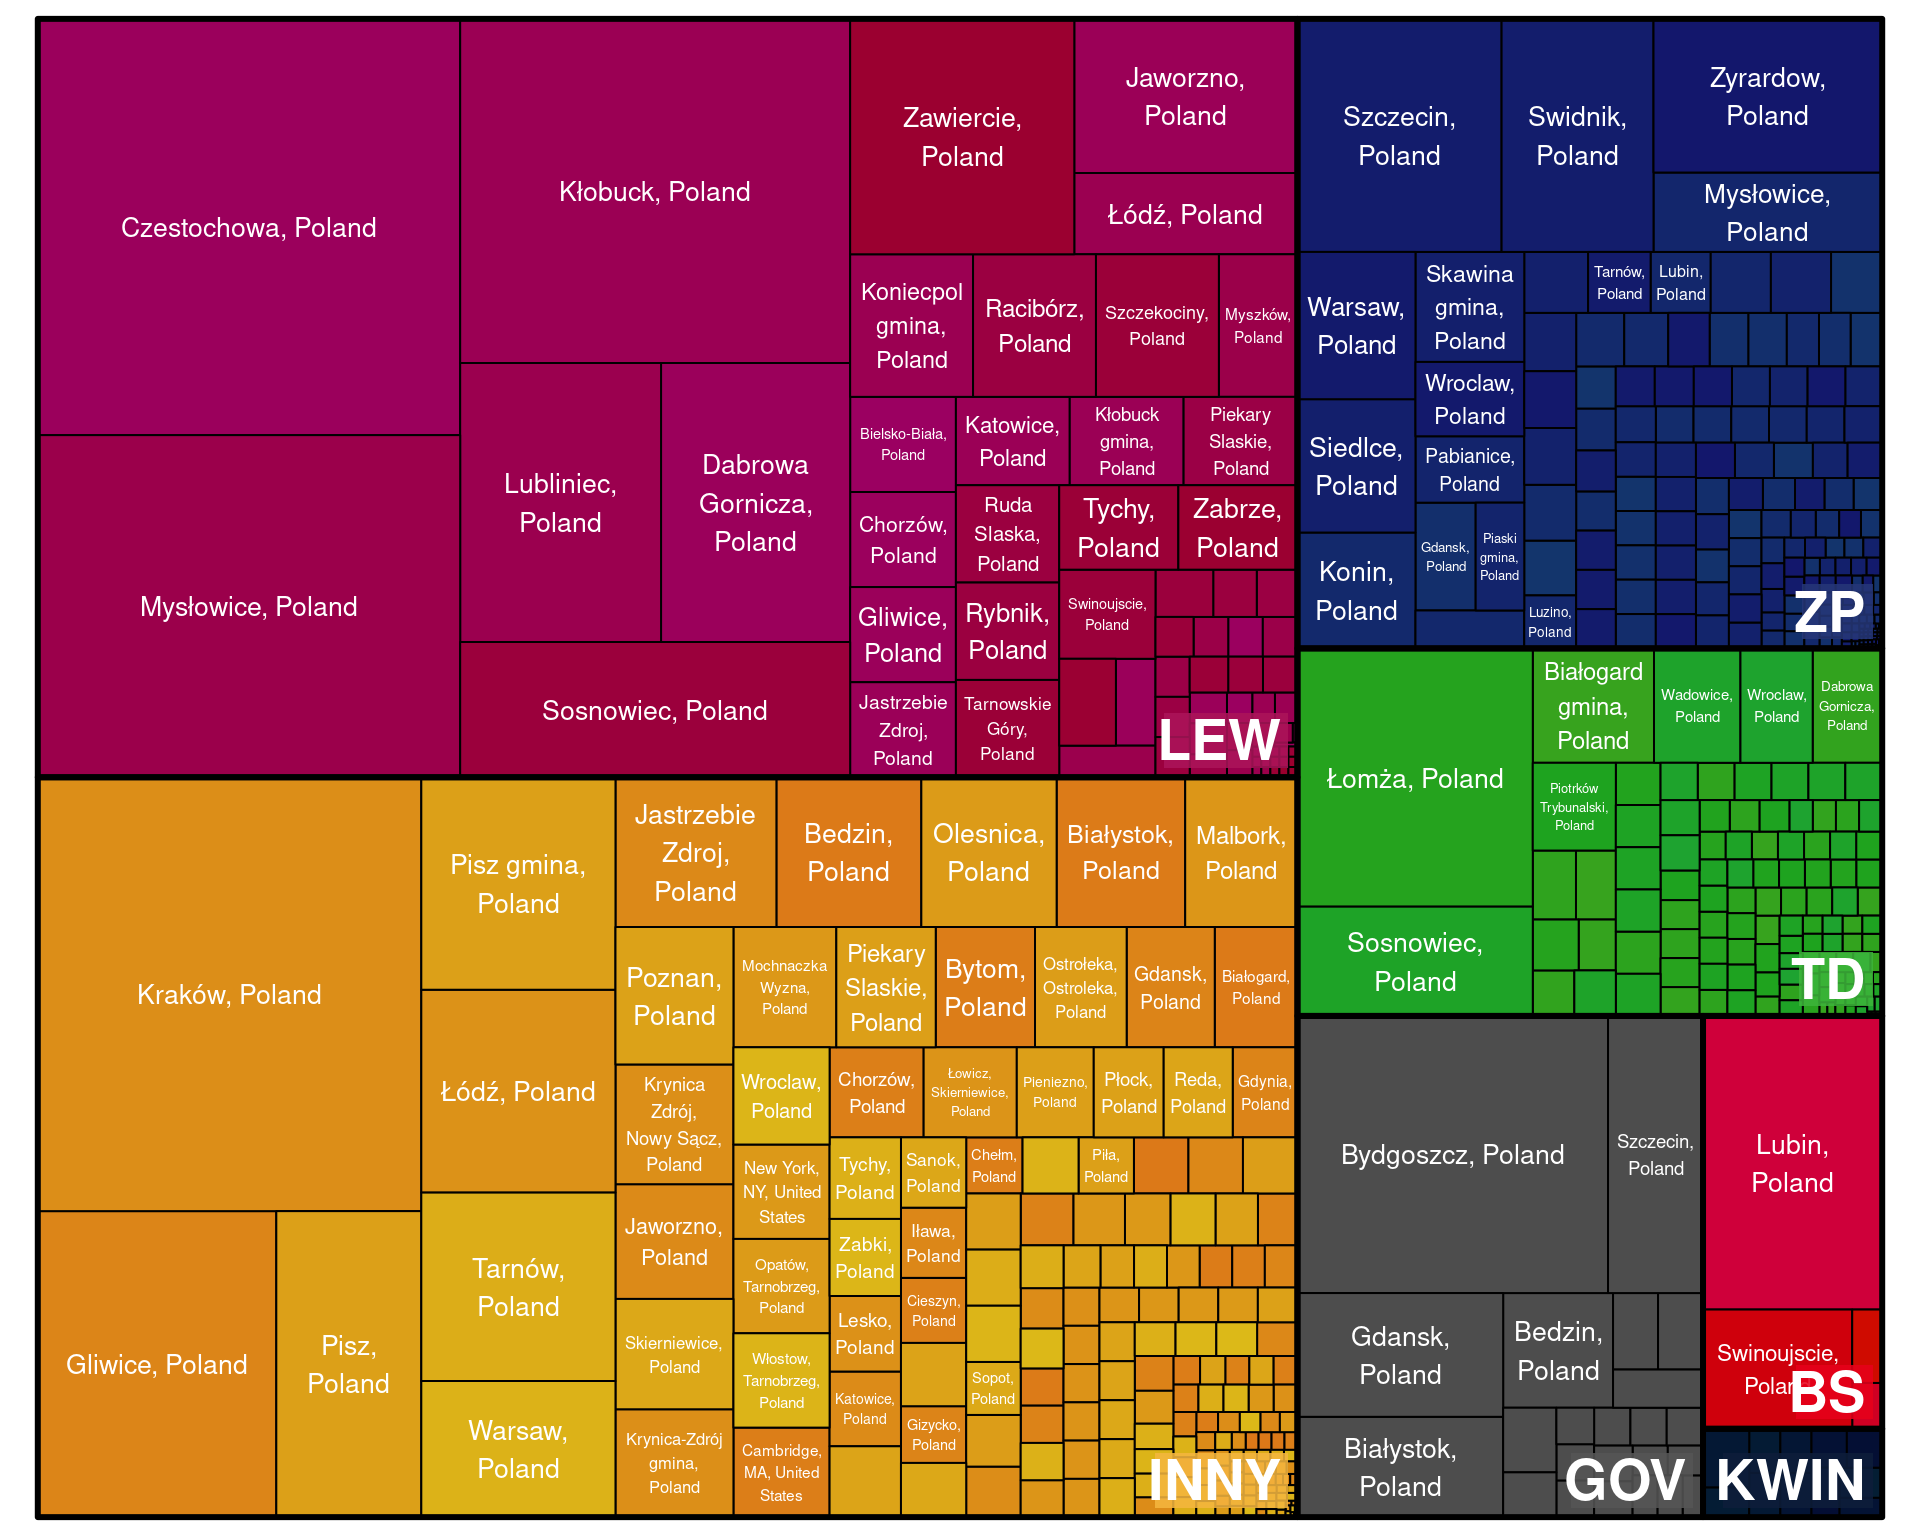 Czestochowa, Poland
Mysłowice, Poland
Kłobuck, Poland
Lubliniec,
Poland
Dabrowa
Gornicza,
Poland
Sosnowiec, Poland
Zawiercie,
Poland
Jaworzno,
Poland
Łódź, Poland
Koniecpol
gmina,
Poland
Racibórz,
Poland
Szczekociny,
Poland
Myszków,
Poland
Bielsko-Biała,
Poland
Chorzów,
Poland
Gliwice,
Poland
Jastrzebie
Zdroj,
Poland
Katowice,
Poland
Kłobuck
gmina,
Poland
Piekary
Slaskie,
Poland
Ruda
Slaska,
Poland
Rybnik,
Poland
Tarnowskie
Góry,
Poland
Tychy,
Poland
Zabrze,
Poland
Swinoujscie,
Poland
LEW
Szczecin,
Poland
Swidnik,
Poland
Zyrardow,
Poland
Mysłowice,
Poland
Warsaw,
Poland
Siedlce,
Poland
Konin,
Poland
Skawina
gmina,
Poland
Wroclaw,
Poland
Pabianice,
Poland
Gdansk,
Poland
Piaski
gmina,
Poland
Tarnów,
Poland
Lubin,
Poland
Luzino,
Poland
ZP
Łomża, Poland
Sosnowiec,
Poland
Białogard
gmina,
Poland
Wadowice,
Poland
Wroclaw,
Poland
Dabrowa
Gornicza,
Poland
Piotrków
Trybunalski,
Poland
TD
Kraków, Poland
Gliwice, Poland
Pisz,
Poland
Pisz gmina,
Poland
Łódź, Poland
Tarnów,
Poland
Warsaw,
Poland
Jastrzebie
Zdroj,
Poland
Bedzin,
Poland
Olesnica,
Poland
Białystok,
Poland
Malbork,
Poland
Poznan,
Poland
Krynica
Zdrój,
Nowy Sącz,
Poland
Jaworzno,
Poland
Skierniewice,
Poland
Krynica-Zdrój
gmina,
Poland
Mochnaczka
Wyzna,
Poland
Piekary
Slaskie,
Poland
Bytom,
Poland
Ostrołeka,
Ostroleka,
Poland
Gdansk,
Poland
Białogard,
Poland
Wroclaw,
Poland
New York,
NY, United
States
Opatów,
Tarnobrzeg,
Poland
Włostow,
Tarnobrzeg,
Poland
Cambridge,
MA, United
States
Chorzów,
Poland
Łowicz,
Skierniewice,
Poland
Pieniezno,
Poland
Płock,
Poland
Reda,
Poland
Gdynia,
Poland
Tychy,
Poland
Zabki,
Poland
Lesko,
Poland
Katowice,
Poland
Sanok,
Poland
Iława,
Poland
Cieszyn,
Poland
Gizycko,
Poland
Chełm,
Poland
Piła,
Poland
Sopot,
Poland
INNY
Bydgoszcz, Poland
Szczecin,
Poland
Gdansk,
Poland
Białystok,
Poland
Bedzin,
Poland
GOV
Lubin,
Poland
Swinoujscie,
Poland
BS
KWIN